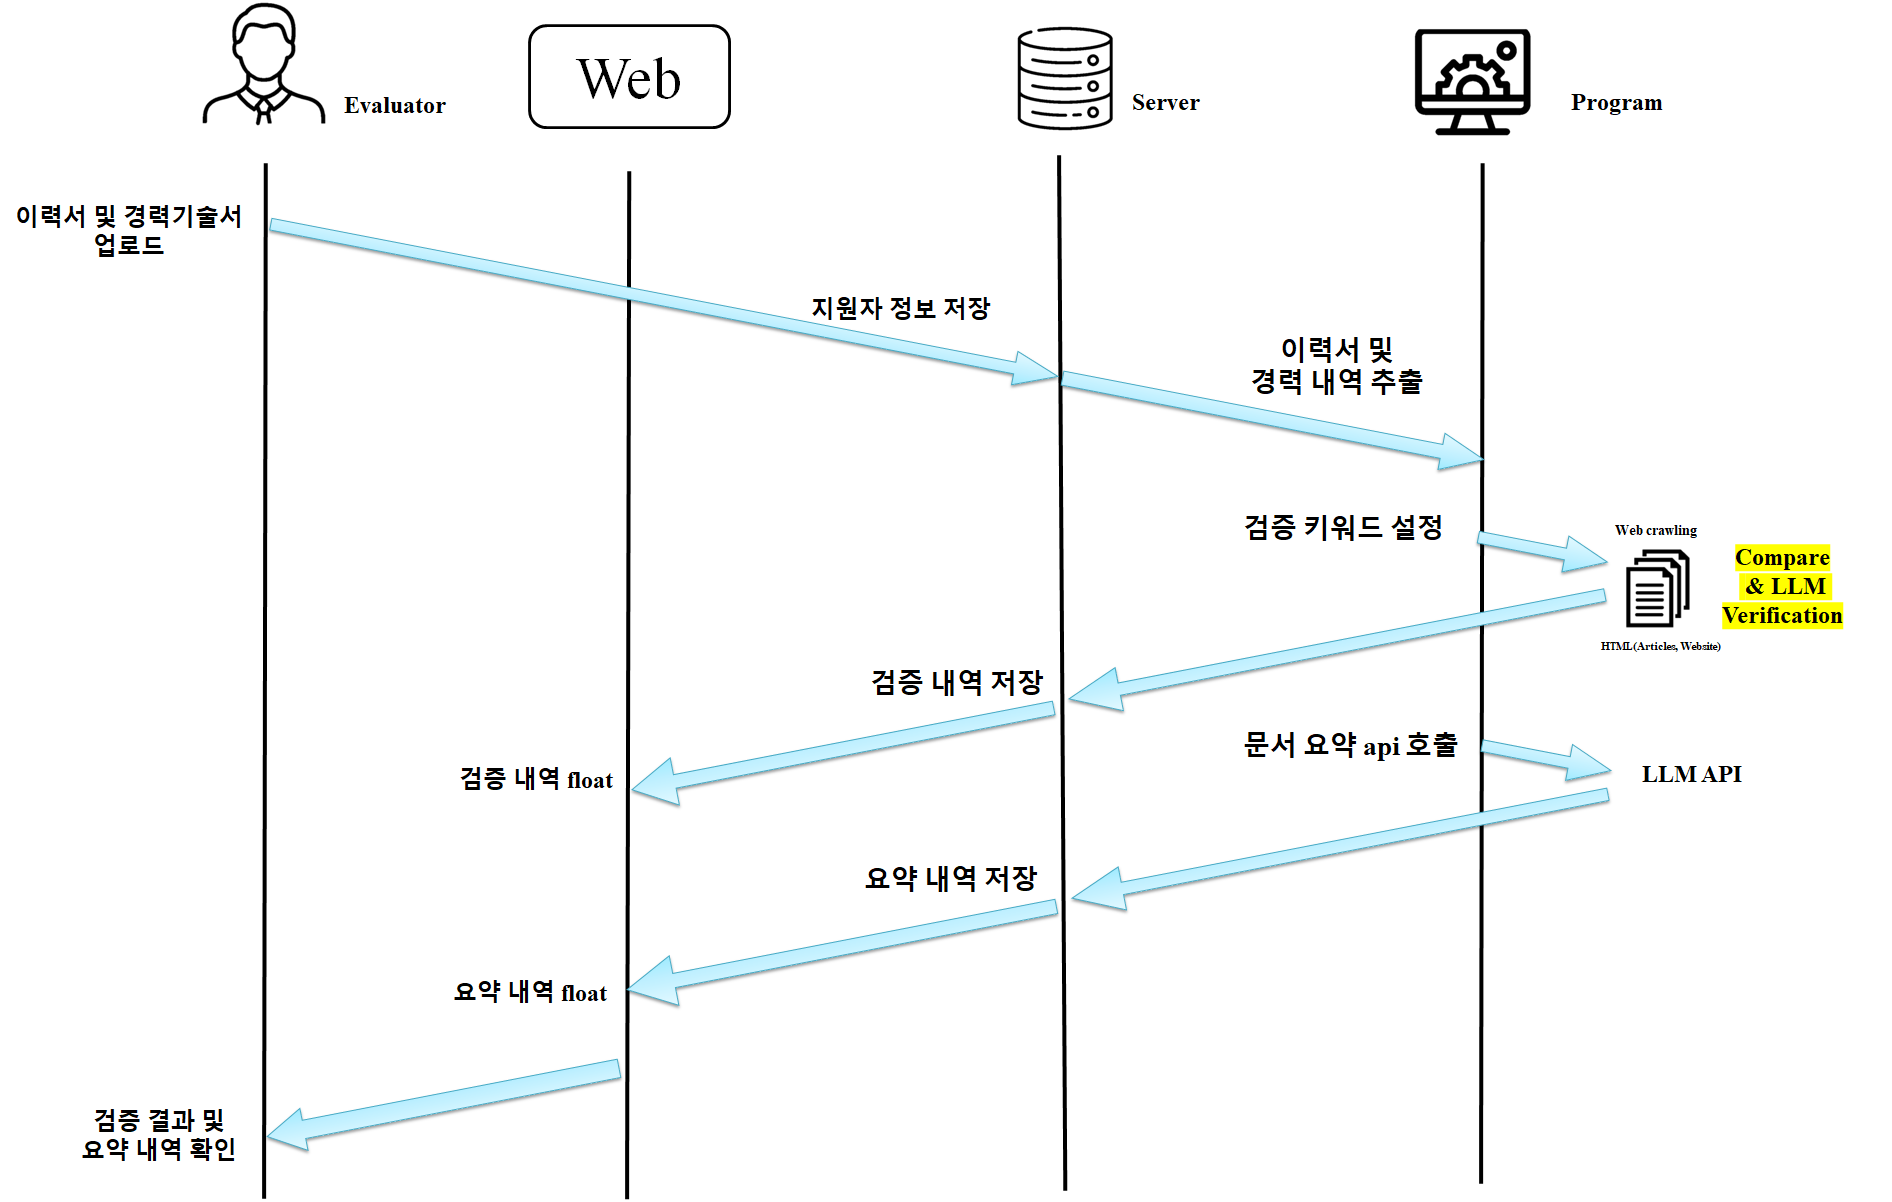 Evaluator
Web
Server
Program
이력서 및 경력기술서
업로드
지원자 정보 저장
이력서 및
경력 내역 추출
검증 키워드 설정
Web crawling
HTML(Articles, Website)
Compare
& LLM
Verification
검증 내역 저장
검증 내역 float
문서 요약 api 호출
LLM API
요약 내역 저장
요약 내역 float
검증 결과 및
요약 내역 확인